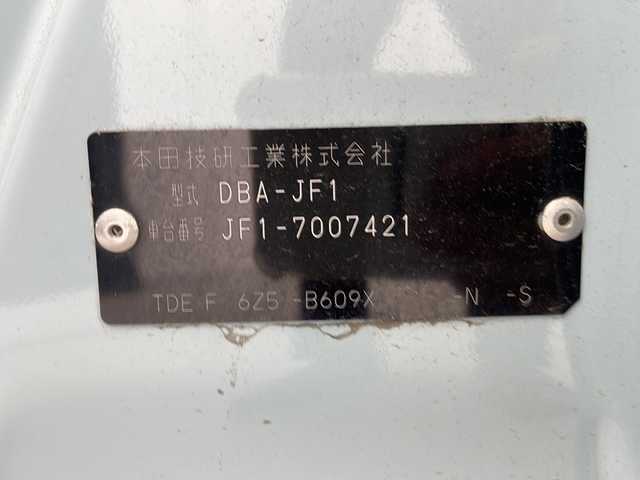 本田技研工業株式会社
型式 DBA-JF1
車台番号 JF1-7007421
TDE F 6Z5 -B609X -N -S